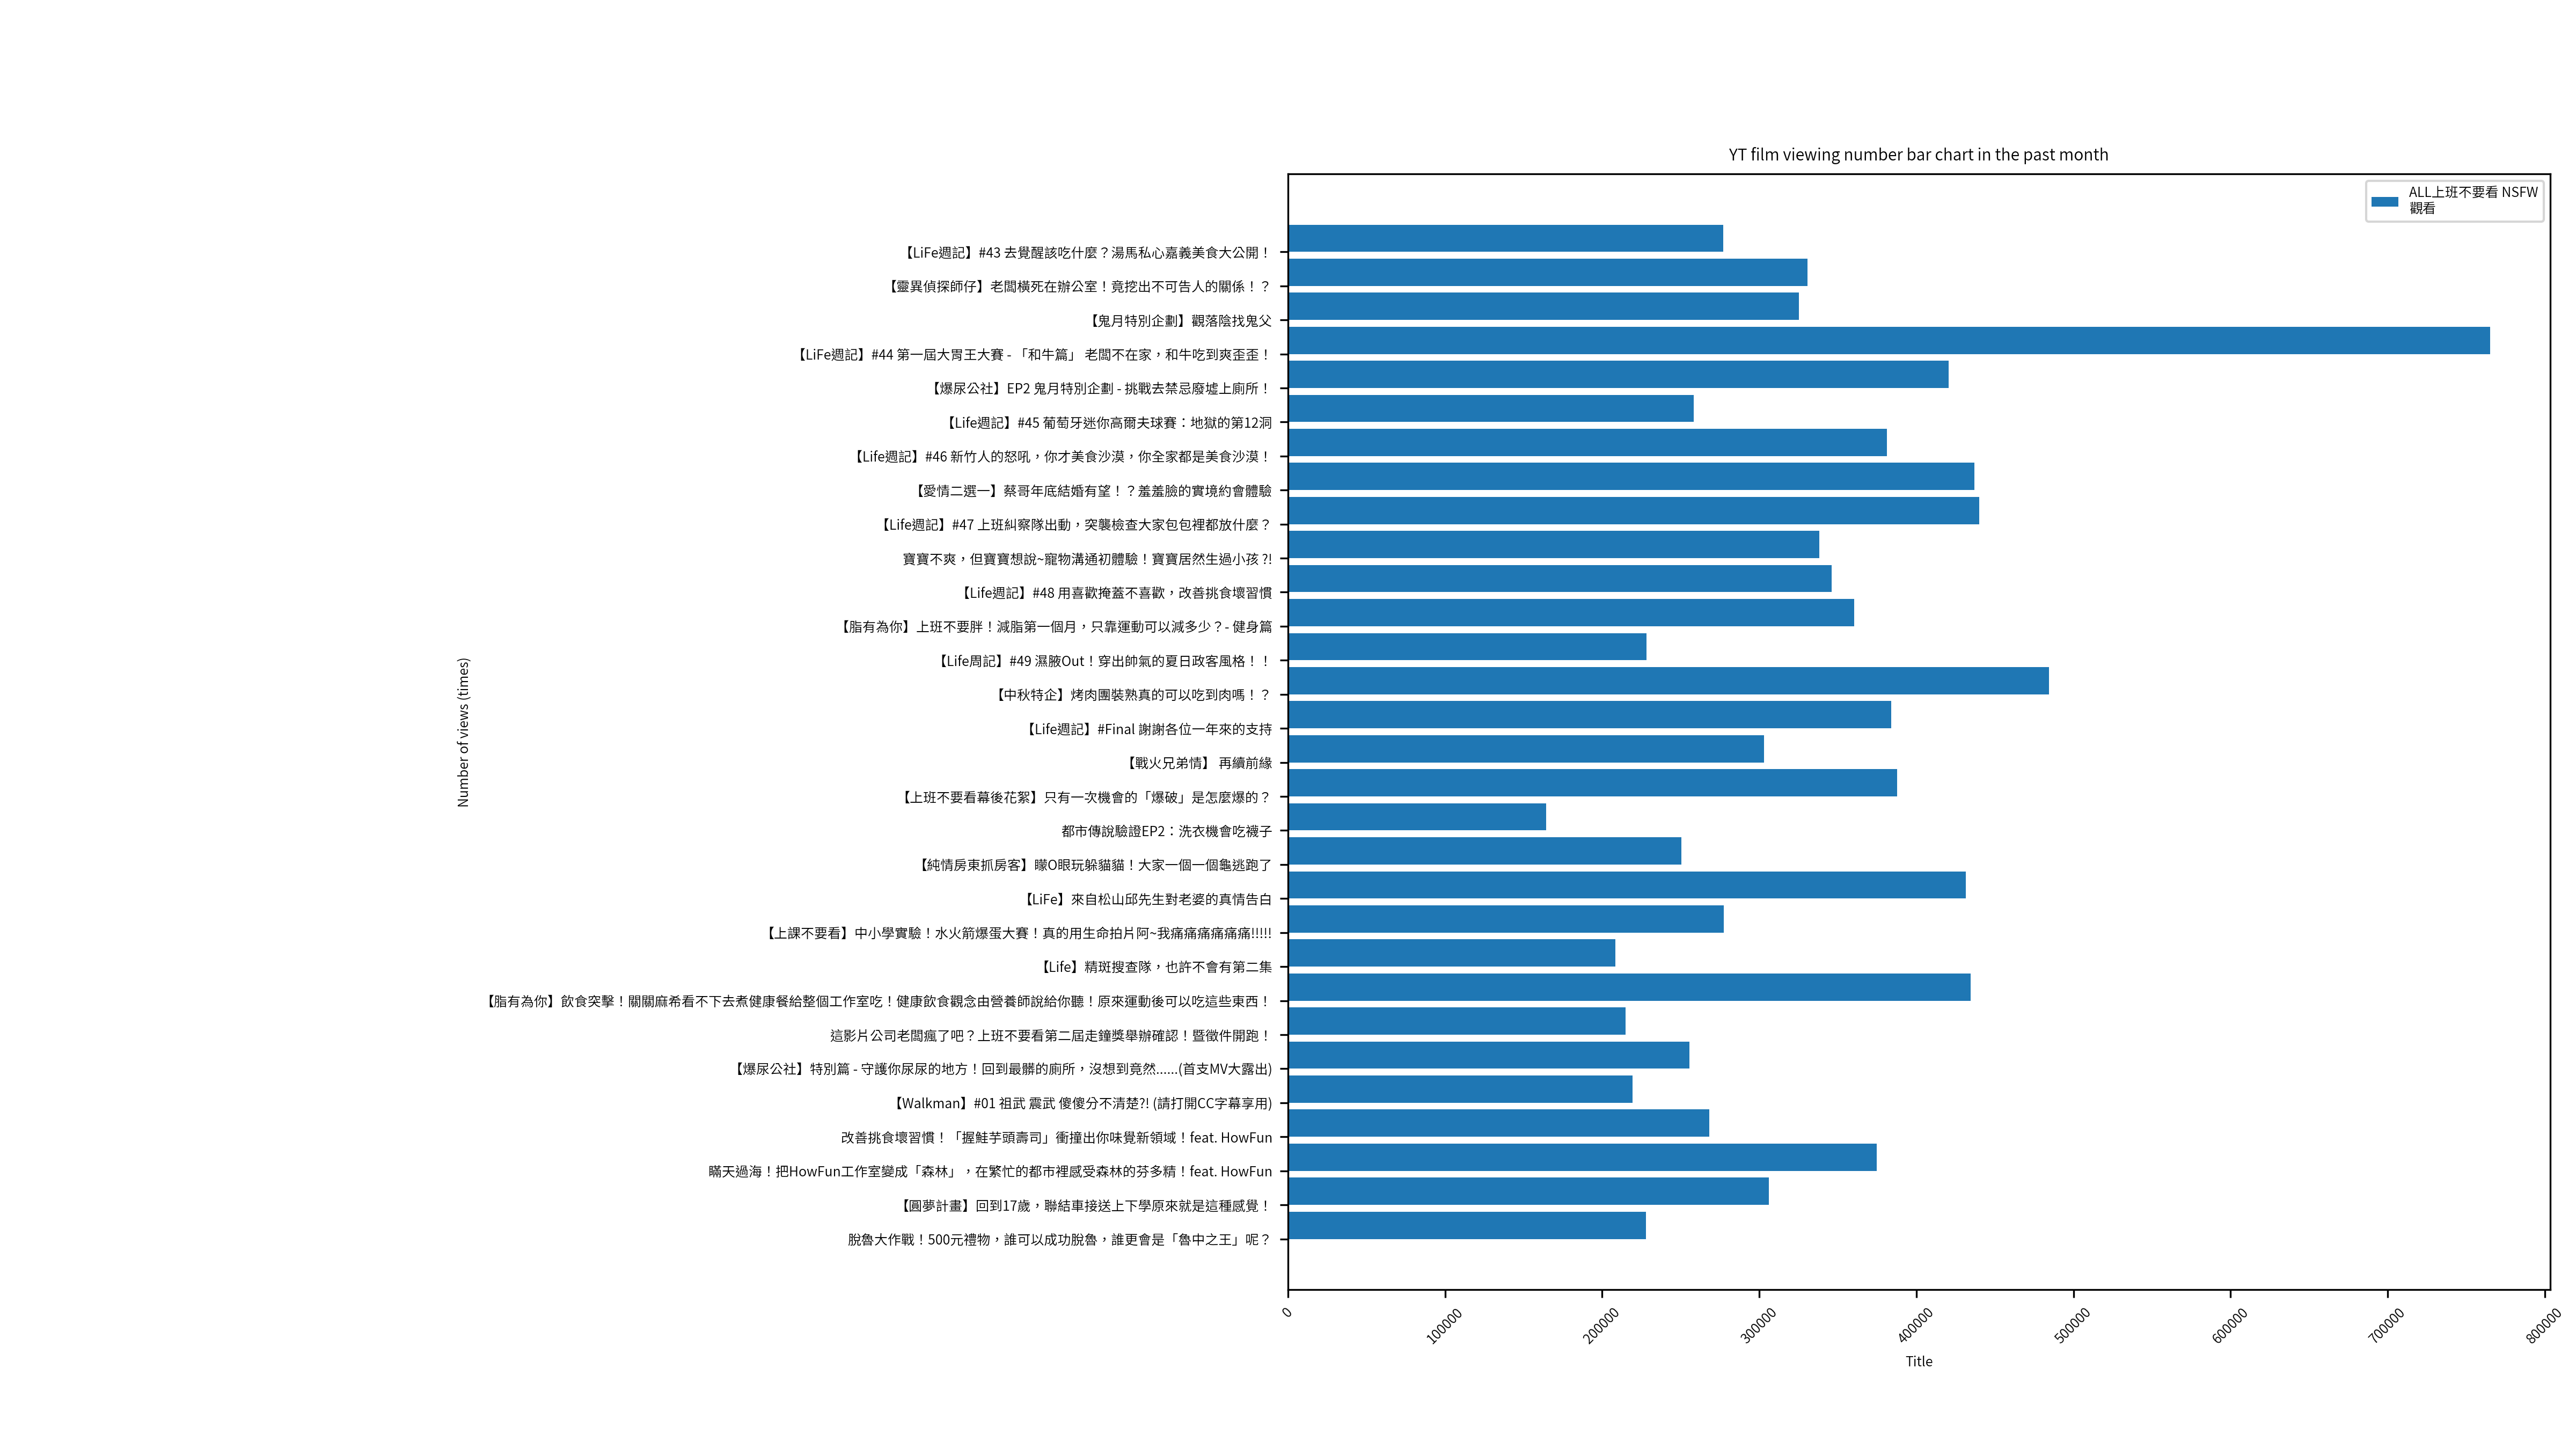 YT film viewing number bar chart in the past month
ALL上班不要看 NSFW
觀看
【LiFe週記】#43 去覺醒該吃什麼？湯馬私心嘉義美食大公開！
【靈異偵探師仔】老闆橫死在辦公室！竟挖出不可告人的關係！？
【鬼月特別企劃】觀落陰找鬼父
【LiFe週記】#44 第一屆大胃王大賽 - 「和牛篇」 老闆不在家，和牛吃到爽歪歪！
【爆尿公社】EP2 鬼月特別企劃 - 挑戰去禁忌廢墟上廁所！
【Life週記】#45 葡萄牙迷你高爾夫球賽：地獄的第12洞
【Life週記】#46 新竹人的怒吼，你才美食沙漠，你全家都是美食沙漠！
【愛情二選一】蔡哥年底結婚有望！？羞羞臉的實境約會體驗
【Life週記】#47 上班糾察隊出動，突襲檢查大家包包裡都放什麼？
寶寶不爽，但寶寶想說~寵物溝通初體驗！寶寶居然生過小孩 ?!
【Life週記】#48 用喜歡掩蓋不喜歡，改善挑食壞習慣
【脂有為你】上班不要胖！減脂第一個月，只靠運動可以減多少？- 健身篇
【Life周記】#49 濕腋Out！穿出帥氣的夏日政客風格！！
【中秋特企】烤肉團裝熟真的可以吃到肉嗎！？
【Life週記】#Final 謝謝各位一年來的支持
【戰火兄弟情】 再續前緣
【上班不要看幕後花絮】只有一次機會的「爆破」是怎麼爆的？
都市傳說驗證EP2：洗衣機會吃襪子
【純情房東抓房客】矇O眼玩躲貓貓！大家一個一個龜逃跑了
【LiFe】來自松山邱先生對老婆的真情告白
【上課不要看】中小學實驗！水火箭爆蛋大賽！真的用生命拍片阿~我痛痛痛痛痛痛!!!!!
【Life】精斑搜查隊，也許不會有第二集
【脂有為你】飲食突擊！關關麻希看不下去煮健康餐給整個工作室吃！健康飲食觀念由營養師說給你聽！原來運動後可以吃這些東西！
這影片公司老闆瘋了吧？上班不要看第二屆走鐘獎舉辦確認！暨徵件開跑！
【爆尿公社】特別篇 - 守護你尿尿的地方！回到最髒的廁所，沒想到竟然......(首支MV大露出)
【Walkman】#01 祖武 震武 傻傻分不清楚?! (請打開CC字幕享用)
改善挑食壞習慣！「握鮭芋頭壽司」衝撞出你味覺新領域！feat. HowFun
瞞天過海！把HowFun工作室變成「森林」，在繁忙的都市裡感受森林的芬多精！feat. HowFun
【圓夢計畫】回到17歲，聯結車接送上下學原來就是這種感覺！
脫魯大作戰！500元禮物，誰可以成功脫魯，誰更會是「魯中之王」呢？
Number of views (times)
0
100000
200000
300000
400000
500000
600000
700000
800000
Title